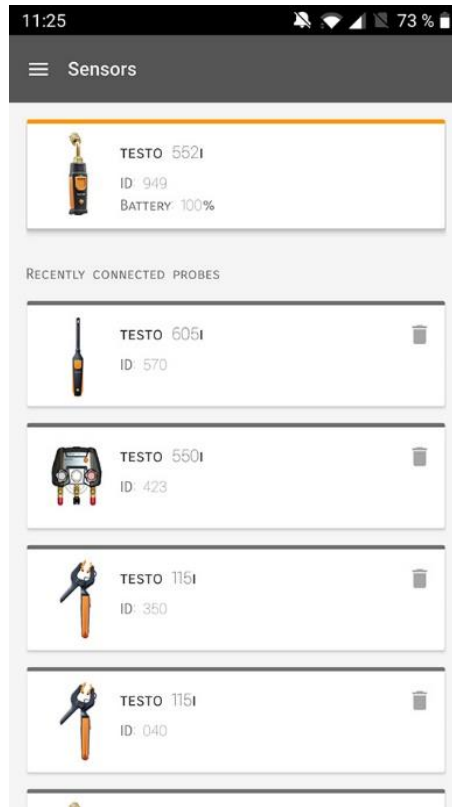 11:25
73 %
Sensors
TESTO 552I
ID: 949
BATTERY: 100%
RECENTLY CONNECTED PROBES
TESTO 605I
ID: 570
TESTO 550I
ID: 423
TESTO 115I
ID: 350
TESTO 115I
ID: 040